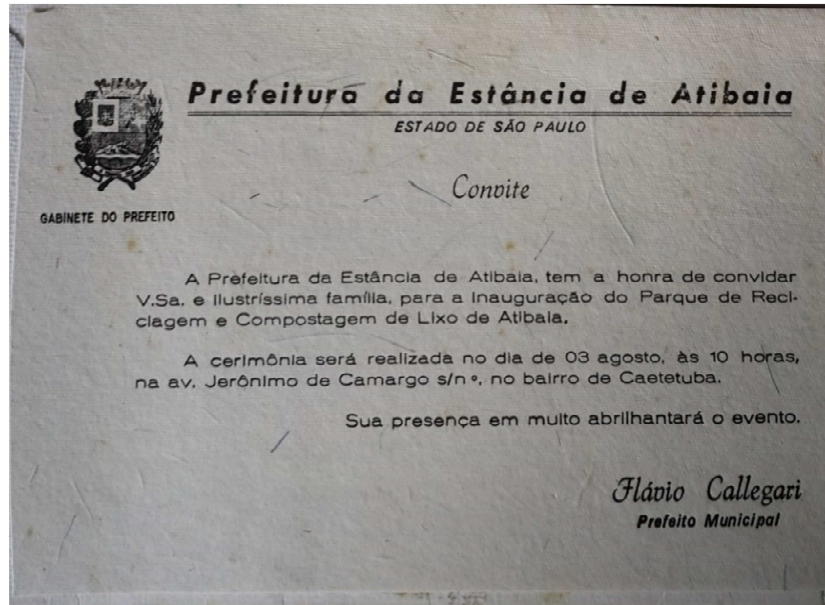 Prefeitura da Estância de Atibaia
ESTADO DE SÃO PAULO
Convite
GABINETE DO PREFEITO
A Prefeitura da Estância de Atibaia, tem a honra de convidar
V.Sa. e Ilustríssima família, para a Inauguração do Parque de Reci-
clagem e Compostagem de Lixo de Atibaia.
A cerimônia será realizada no dia de 03 agosto, às 10 horas,
na av. Jerônimo de Camargo s/nº, no bairro de Caetetuba.
Sua presença em muito abrilhantará o evento.
Flávio Callegari
Prefeito Municipal